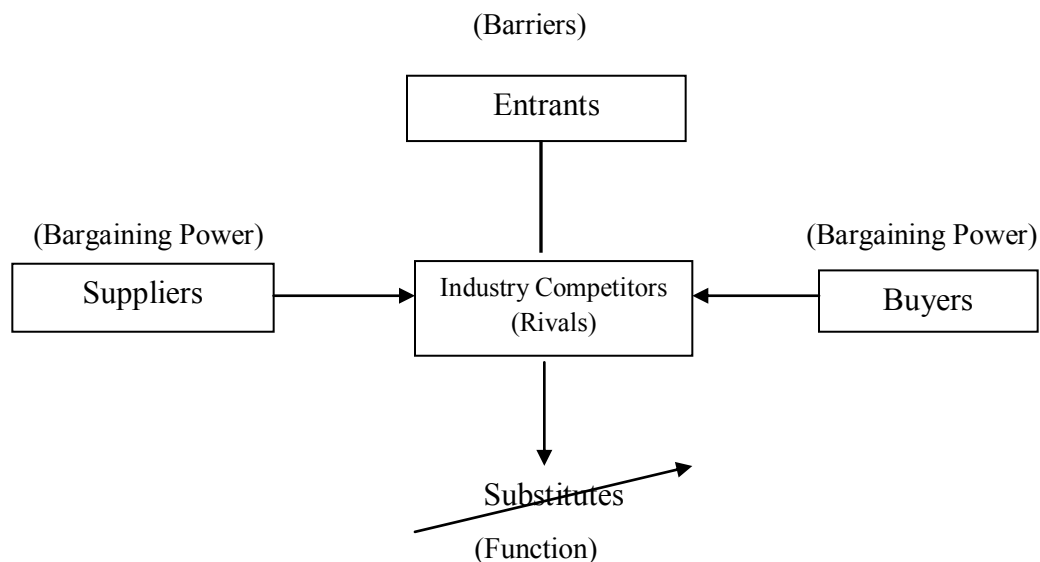 (Barriers)
Entrants
(Bargaining Power)
(Bargaining Power)
Suppliers
Industry Competitors
(Rivals)
Buyers
Substitutes
(Function)